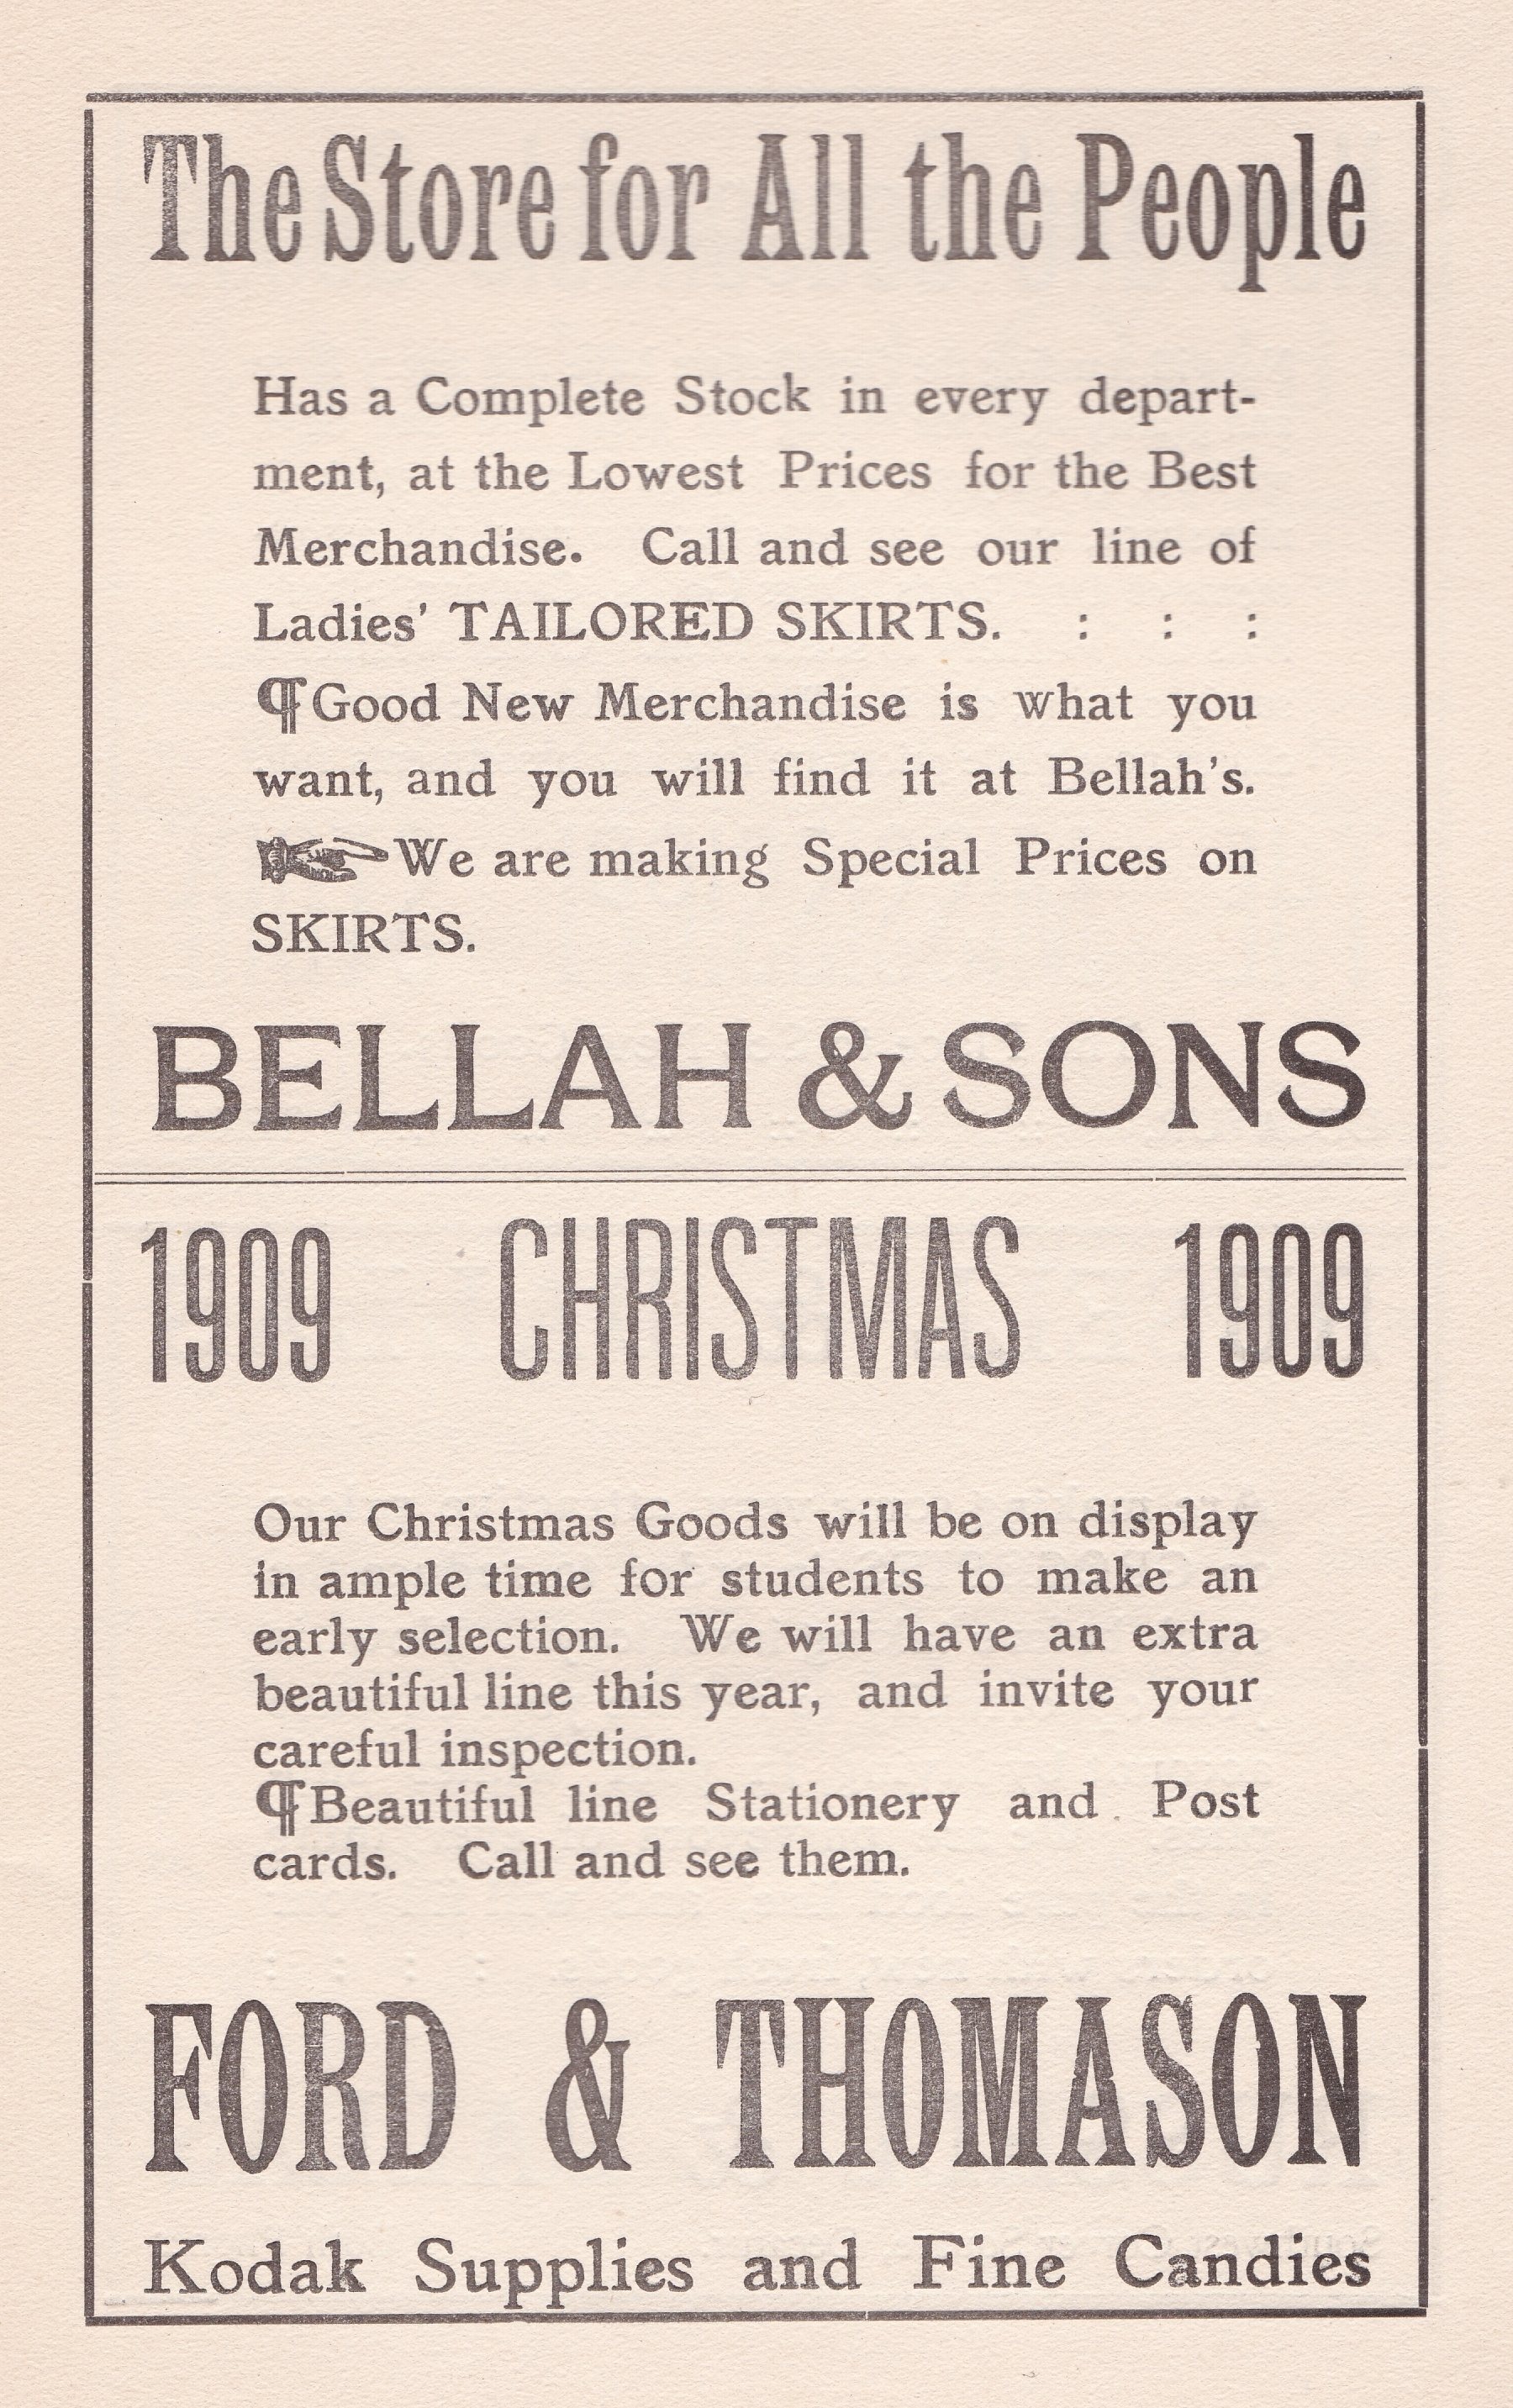 The Store for All the People
Has a Complete Stock in every depart-
ment, at the Lowest Prices for the Best
Merchandise. Call and see our line of
Ladies' TAILORED SKIRTS. : : :
¶Good New Merchandise is what you
want, and you will find it at Bellah's.
☞We are making Special Prices on
SKIRTS.
BELLAH & SONS
1909 CHRISTMAS 1909
Our Christmas Goods will be on display
in ample time for students to make an
early selection. We will have an extra
beautiful line this year, and invite your
careful inspection.
¶Beautiful line Stationery and Post
cards. Call and see them.
FORD & THOMASON
Kodak Supplies and Fine Candies